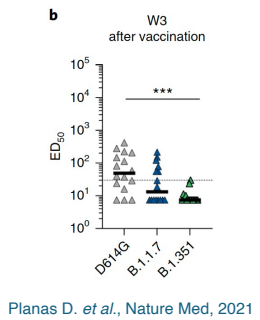 b
W3
after vaccination
10⁵
***
10⁴
10³
ED₅₀
10²
10¹
10⁰
D614G
B.1.1.7
B.1.351
Planas D. et al., Nature Med, 2021